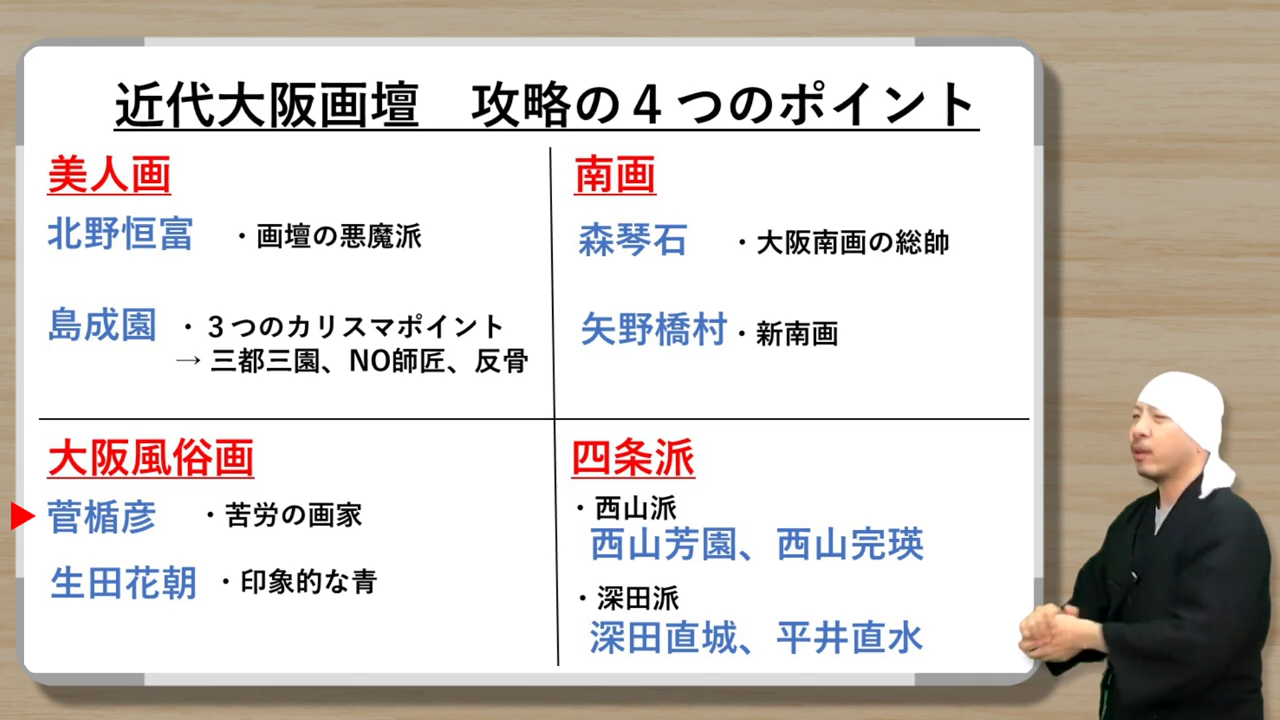 近代大阪画壇　攻略の４つのポイント
美人画
北野恒富　・画壇の悪魔派
島成園　・３つのカリスマポイント
→ 三都三園、NO師匠、反骨
南画
森琴石　・大阪南画の総帥
矢野橋村・新南画
大阪風俗画
菅楯彦　・苦労の画家
生田花朝　・印象的な青
四条派
・西山派
西山芳園、西山完瑛
・深田派
深田直城、平井直水